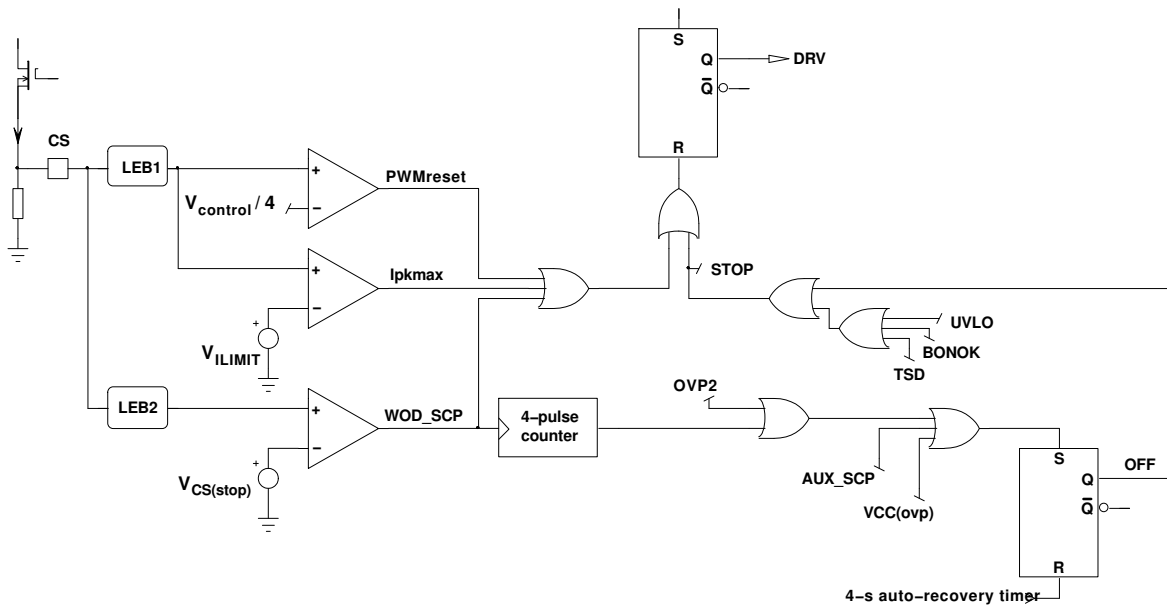 S
Q
DRV
Q
R
CS
LEB1
+
−
PWMreset
Vcontrol / 4
+
−
Ipkmax
+
VILIMIT
STOP
UVLO
BONOK
TSD
LEB2
+
−
WOD_SCP
+
VCS(stop)
4−pulse
counter
OVP2
AUX_SCP
VCC(ovp)
S
Q
OFF
Q
R
4−s auto−recovery timer